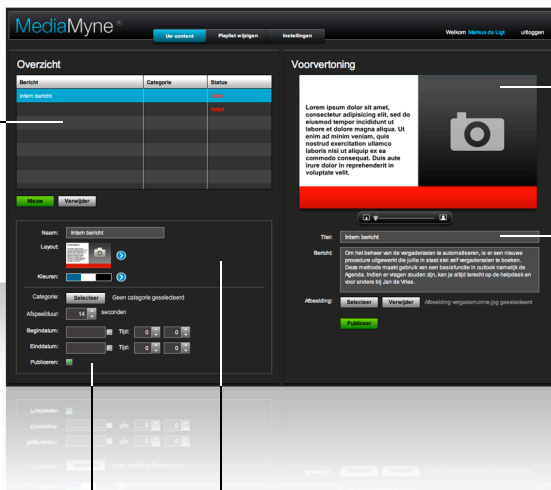 MediaMyne®
Uw content
Playlist wijzigen
Instellingen
Welkom Markus de Ligt
uitloggen
Overzicht
Bericht
Categorie
Status
Intern bericht
Nieuw
Verwijder
Naam:
Intern bericht
Layout:
Kleuren:
Categorie:
Selecteer
Geen categorie geselecteerd
Afspeelduur:
14
seconden
Begindatum:
Tijd:
0
0
Einddatum:
Tijd:
0
0
Publiceren:
Voorvertoning
Lorem ipsum dolor sit amet,
consectetur adipisicing elit, sed do
eiusmod tempor incididunt ut
labore et dolore magna aliqua. Ut
enim ad minim veniam, quis
nostrud exercitation ullamco
laboris nisi ut aliquip ex ea
commodo consequat. Duis aute
irure dolor in reprehenderit in
voluptate velit.
Titel:
Intern bericht
Bericht:
Om het beheer van de vergaderzalen te automatiseren, is er een nieuwe
procedure uitgewerkt die jullie in staat stel zelf vergaderzalen te boeken.
Deze methode maakt gebruik van een basisfunctie in outlook namelijk de
Agenda. Indien er vragen zouden zijn, kan je altijd terecht op de helpdesk en
voor andere bij Jan de Vries.
Afbeelding:
Selecteer
Verwijder
Afbeelding vergaderruimte.jpg geselecteerd
Publiceer